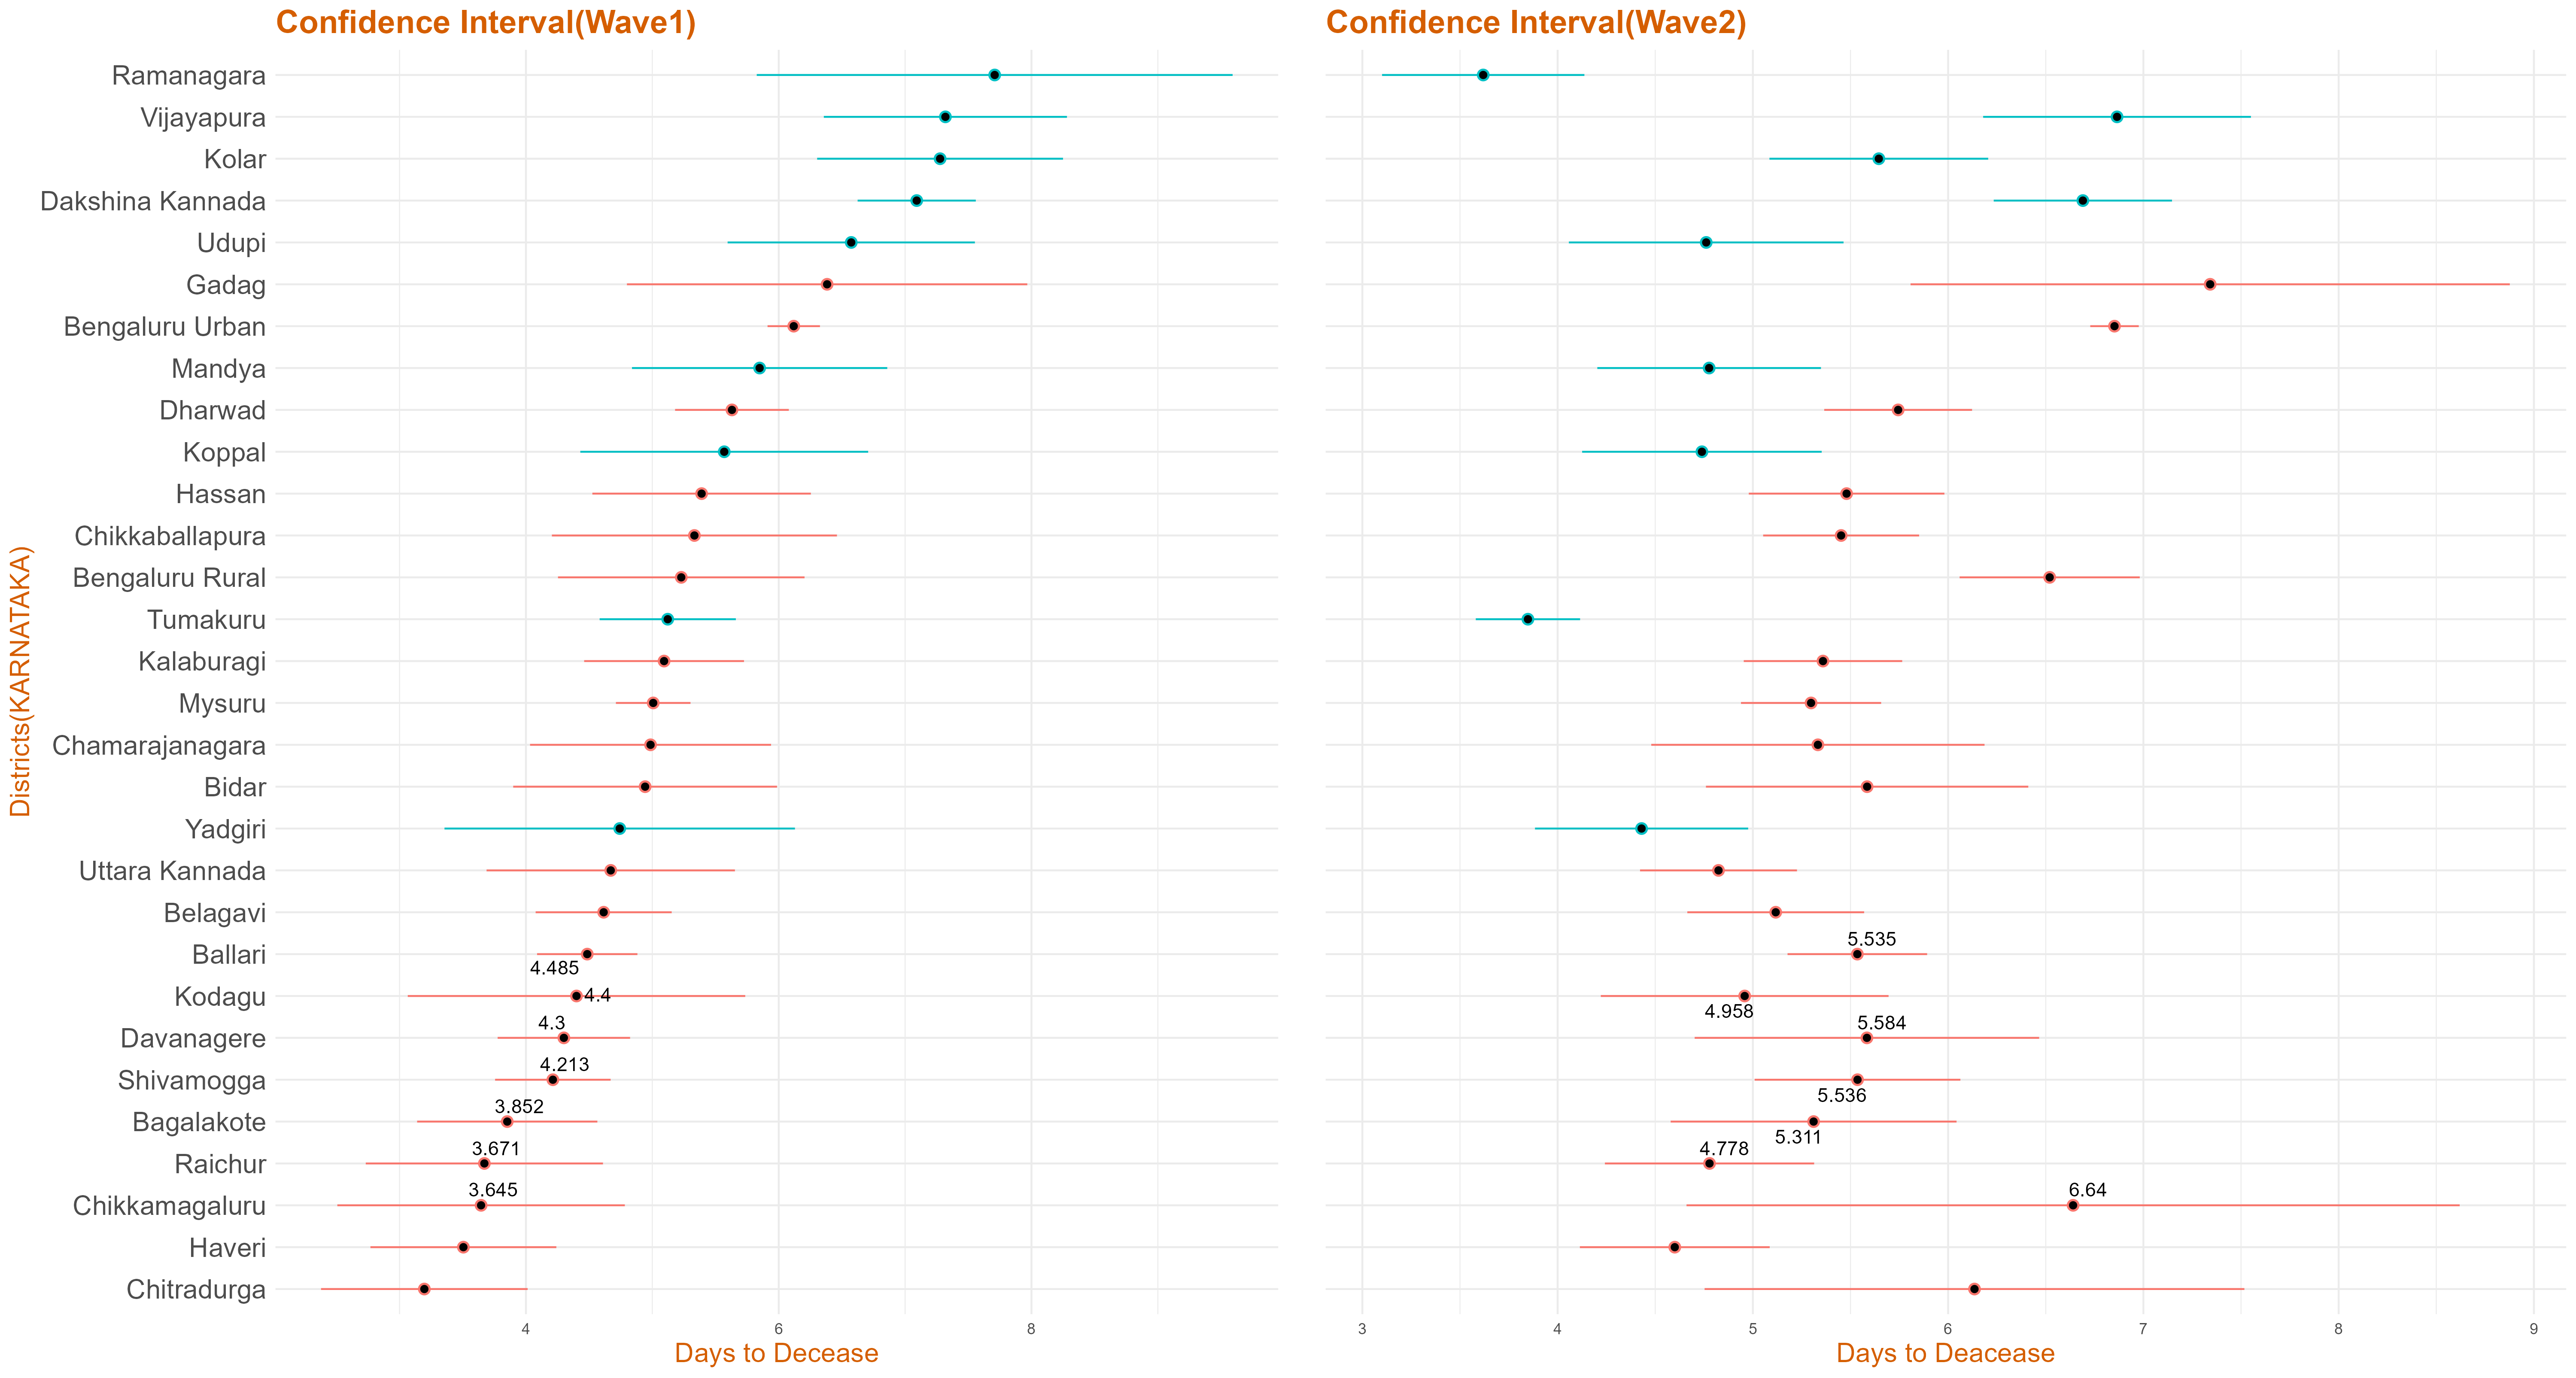 Confidence Interval(Wave1)
Confidence Interval(Wave2)
Districts(KARNATAKA)
Ramanagara
Vijayapura
Kolar
Dakshina Kannada
Udupi
Gadag
Bengaluru Urban
Mandya
Dharwad
Koppal
Hassan
Chikkaballapura
Bengaluru Rural
Tumakuru
Kalaburagi
Mysuru
Chamarajanagara
Bidar
Yadgiri
Uttara Kannada
Belagavi
Ballari
Kodagu
Davanagere
Shivamogga
Bagalakote
Raichur
Chikkamagaluru
Haveri
Chitradurga
4.485
4.4
4.3
4.213
3.852
3.671
3.645
4 6 8
Days to Decease
5.535
4.958
5.584
5.536
5.311
4.778
6.64
3 4 5 6 7 8 9
Days to Deacease